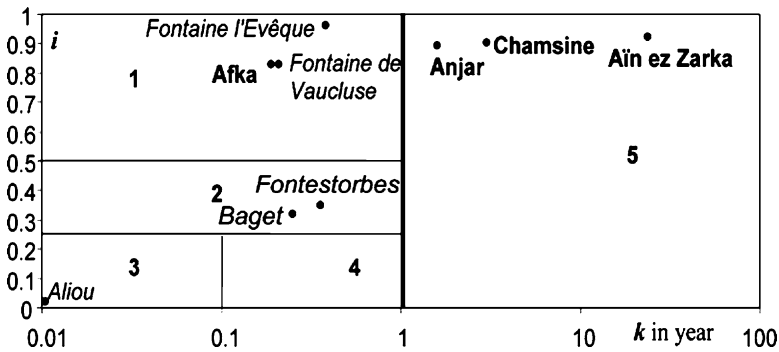 1
0.9
0.8
0.7
0.6
0.5
0.4
0.3
0.2
0.1
0
i
Fontaine l'Evêque
1
Afka
Fontaine de
Vaucluse
Anjar
Chamsine
Aïn ez Zarka
5
2
Fontestorbes
Baget
3
4
Aliou
0.01
0.1
1
10
k in year
100